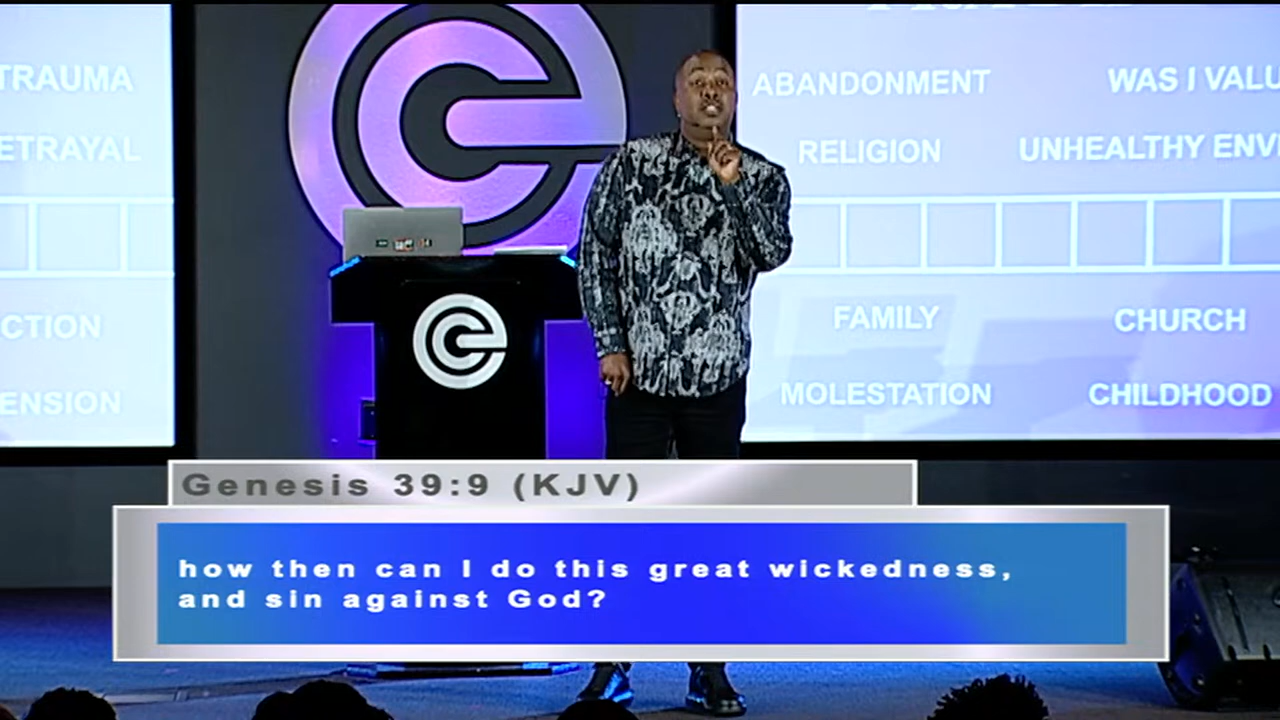 TRAUMA
ETRAYAL
CTION
ENSION
ABANDONMENT WAS I VALU
RELIGION UNHEALTHY ENVI
FAMILY CHURCH
MOLESTATION CHILDHOOD
Genesis 39:9 (KJV)
how then can I do this great wickedness,
and sin against God?